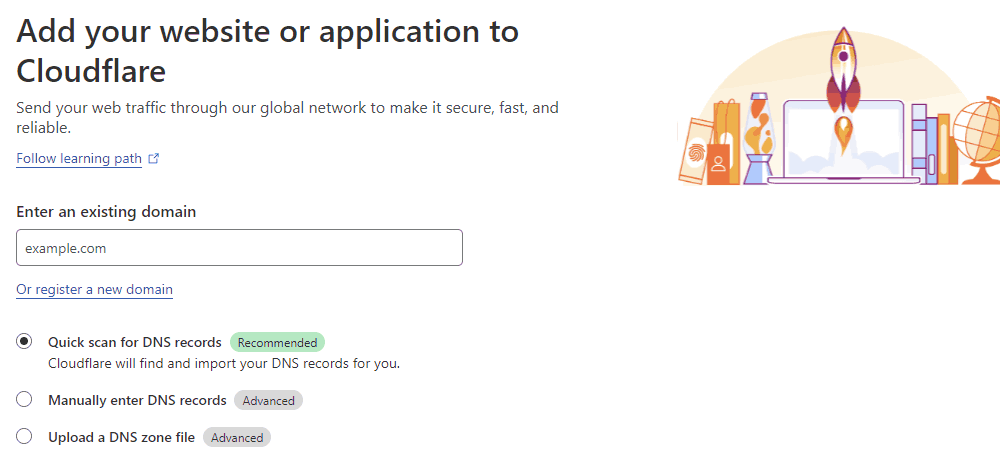 Add your website or application to
Cloudflare
Send your web traffic through our global network to make it secure, fast, and
reliable.
Follow learning path
Enter an existing domain
example.com
Or register a new domain
Quick scan for DNS records Recommended
Cloudflare will find and import your DNS records for you.
Manually enter DNS records Advanced
Upload a DNS zone file Advanced